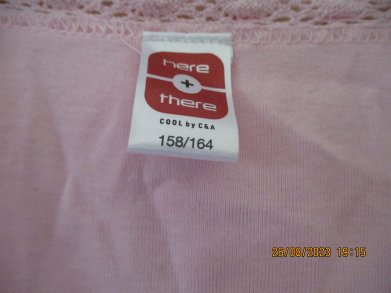 here
+
there
COOL by C&A
158/164
25/08/2023 19:15